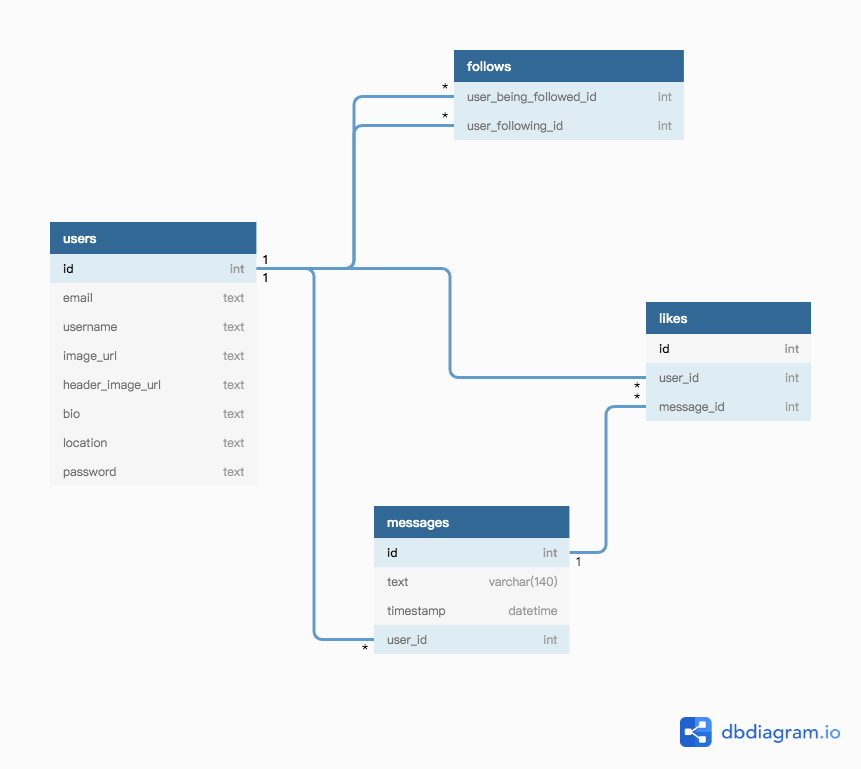 follows
*
user_being_followed_id int
*
user_following_id int
users
1
id int
1
email text
username text
image_url text
header_image_url text
bio text
location text
password text
likes
id int
user_id int
*
*
message_id int
messages
id int
1
text varchar(140)
timestamp datetime
user_id int
*
dbdiagram.io